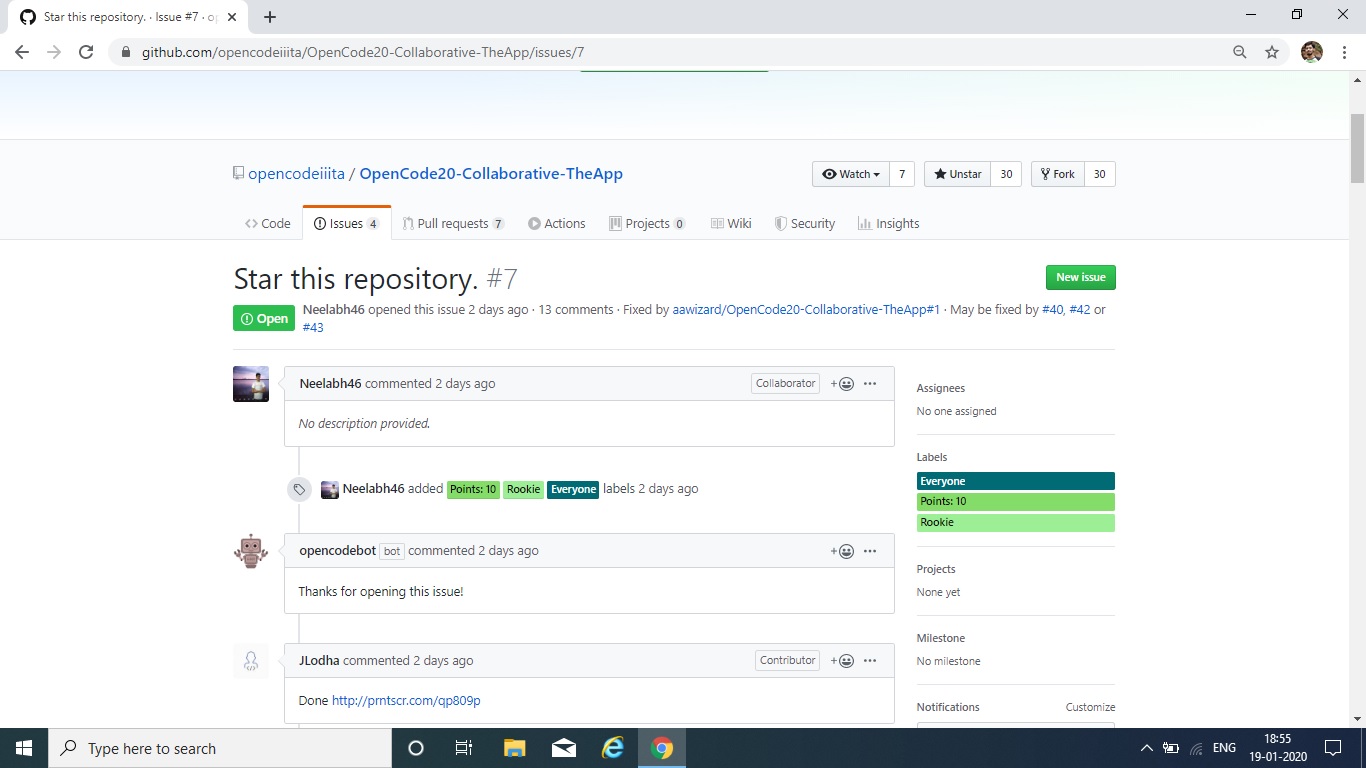 Star this repository. · Issue #7 · o
github.com/opencodeiiita/OpenCode20-Collaborative-TheApp/issues/7
opencodeiiita / OpenCode20-Collaborative-TheApp
Watch 7 Unstar 30 Fork 30
Code Issues 4 Pull requests 7 Actions Projects 0 Wiki Security Insights
Star this repository. #7
New issue
Open
Neelabh46 opened this issue 2 days ago · 13 comments · Fixed by aawizard/OpenCode20-Collaborative-TheApp#1 · May be fixed by #40, #42 or
#43
Neelabh46 commented 2 days ago
Collaborator
No description provided.
Neelabh46 added Points: 10 Rookie Everyone labels 2 days ago
opencodebot bot commented 2 days ago
Thanks for opening this issue!
JLodha commented 2 days ago
Contributor
Done http://prntscr.com/qp809p
Assignees
No one assigned
Labels
Everyone
Points: 10
Rookie
Projects
None yet
Milestone
No milestone
Notifications Customize
Type here to search
ENG
18:55
19-01-2020